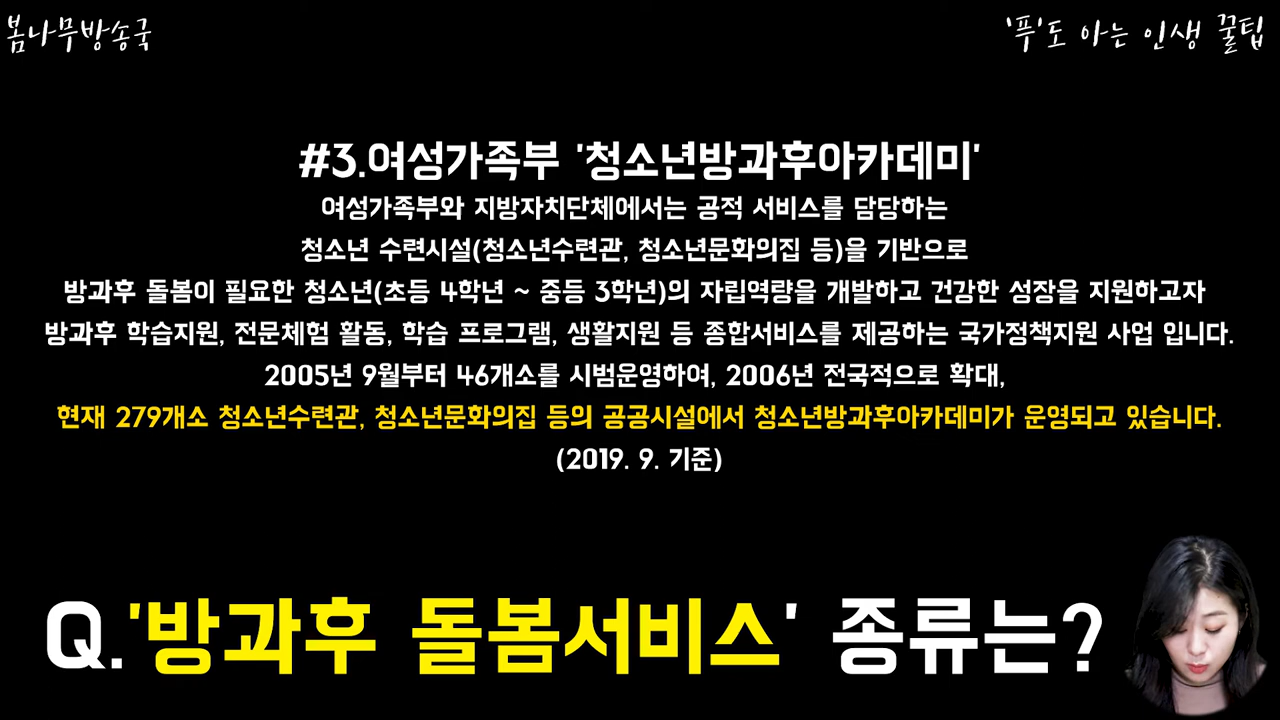 봄나무방송국
'푸'도 아는 인생 꿀팁
#3.여성가족부 '청소년방과후아카데미'
여성가족부와 지방자치단체에서는 공적 서비스를 담당하는
청소년 수련시설(청소년수련관, 청소년문화의집 등)을 기반으로
방과후 돌봄이 필요한 청소년(초등 4학년 ~ 중등 3학년)의 자립역량을 개발하고 건강한 성장을 지원하고자
방과후 학습지원, 전문체험 활동, 학습 프로그램, 생활지원 등 종합서비스를 제공하는 국가정책지원 사업 입니다.
2005년 9월부터 46개소를 시범운영하여, 2006년 전국적으로 확대,
현재 279개소 청소년수련관, 청소년문화의집 등의 공공시설에서 청소년방과후아카데미가 운영되고 있습니다.
(2019. 9. 기준)
Q.'방과후 돌봄서비스' 종류는?